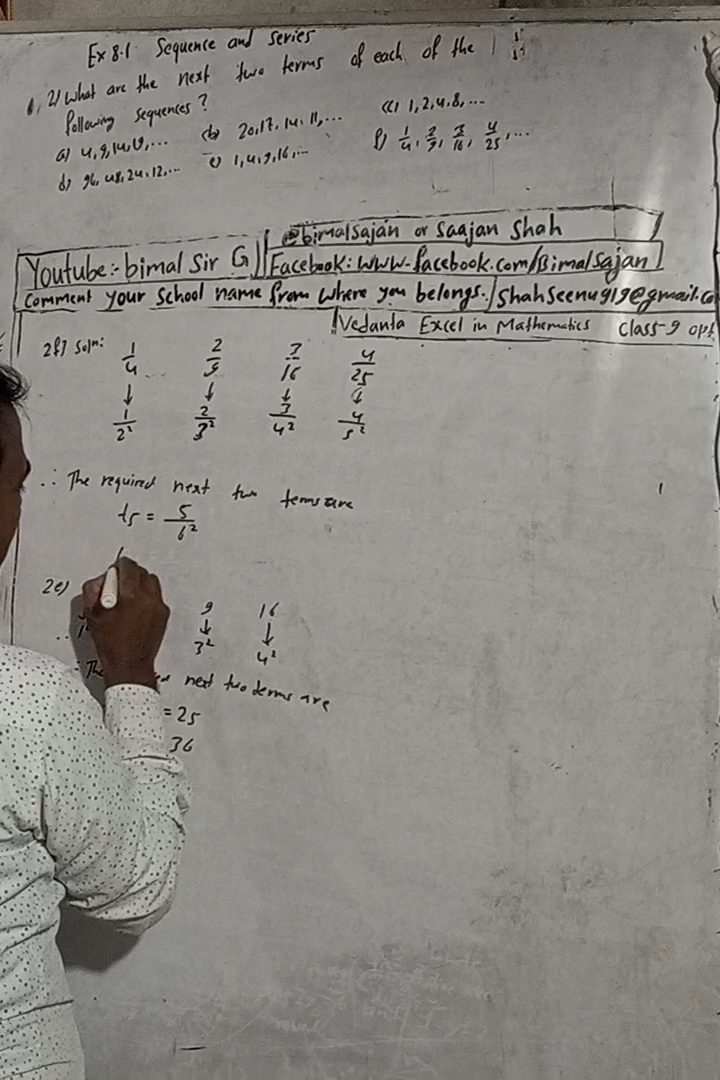 Ex 8.1 Sequence and series
2) What are the next two terms of each of the
following sequences?
a) 4, 9, 14, 19, ... (b) 20, 17, 14, 11, ... (c) 1, 2, 4, 8, ...
d) 96, 48, 24, 12, ... e) 1, 4, 9, 16, ... f) 1/4, 2/9, 3/16, 4/25, ...
@bimalsajan or Saajan Shah
Youtube:- bimal Sir G Facebook: www.facebook.com/Bimalsajan
Comment your School name from where you belongs. / Shahseenu919@gmail.co
Vedanta Excel in Mathematics Class-9 opt
2f) Soln: 1/4 2/9 3/16 4/25
↓ ↓ ↓ ↓
1/2² 2/3² 3/4² 4/5²
∴ The required next two terms are
t5 = 5/6²
2e)
9 16
↓ ↓
3² 4²
next two terms are
= 25
36